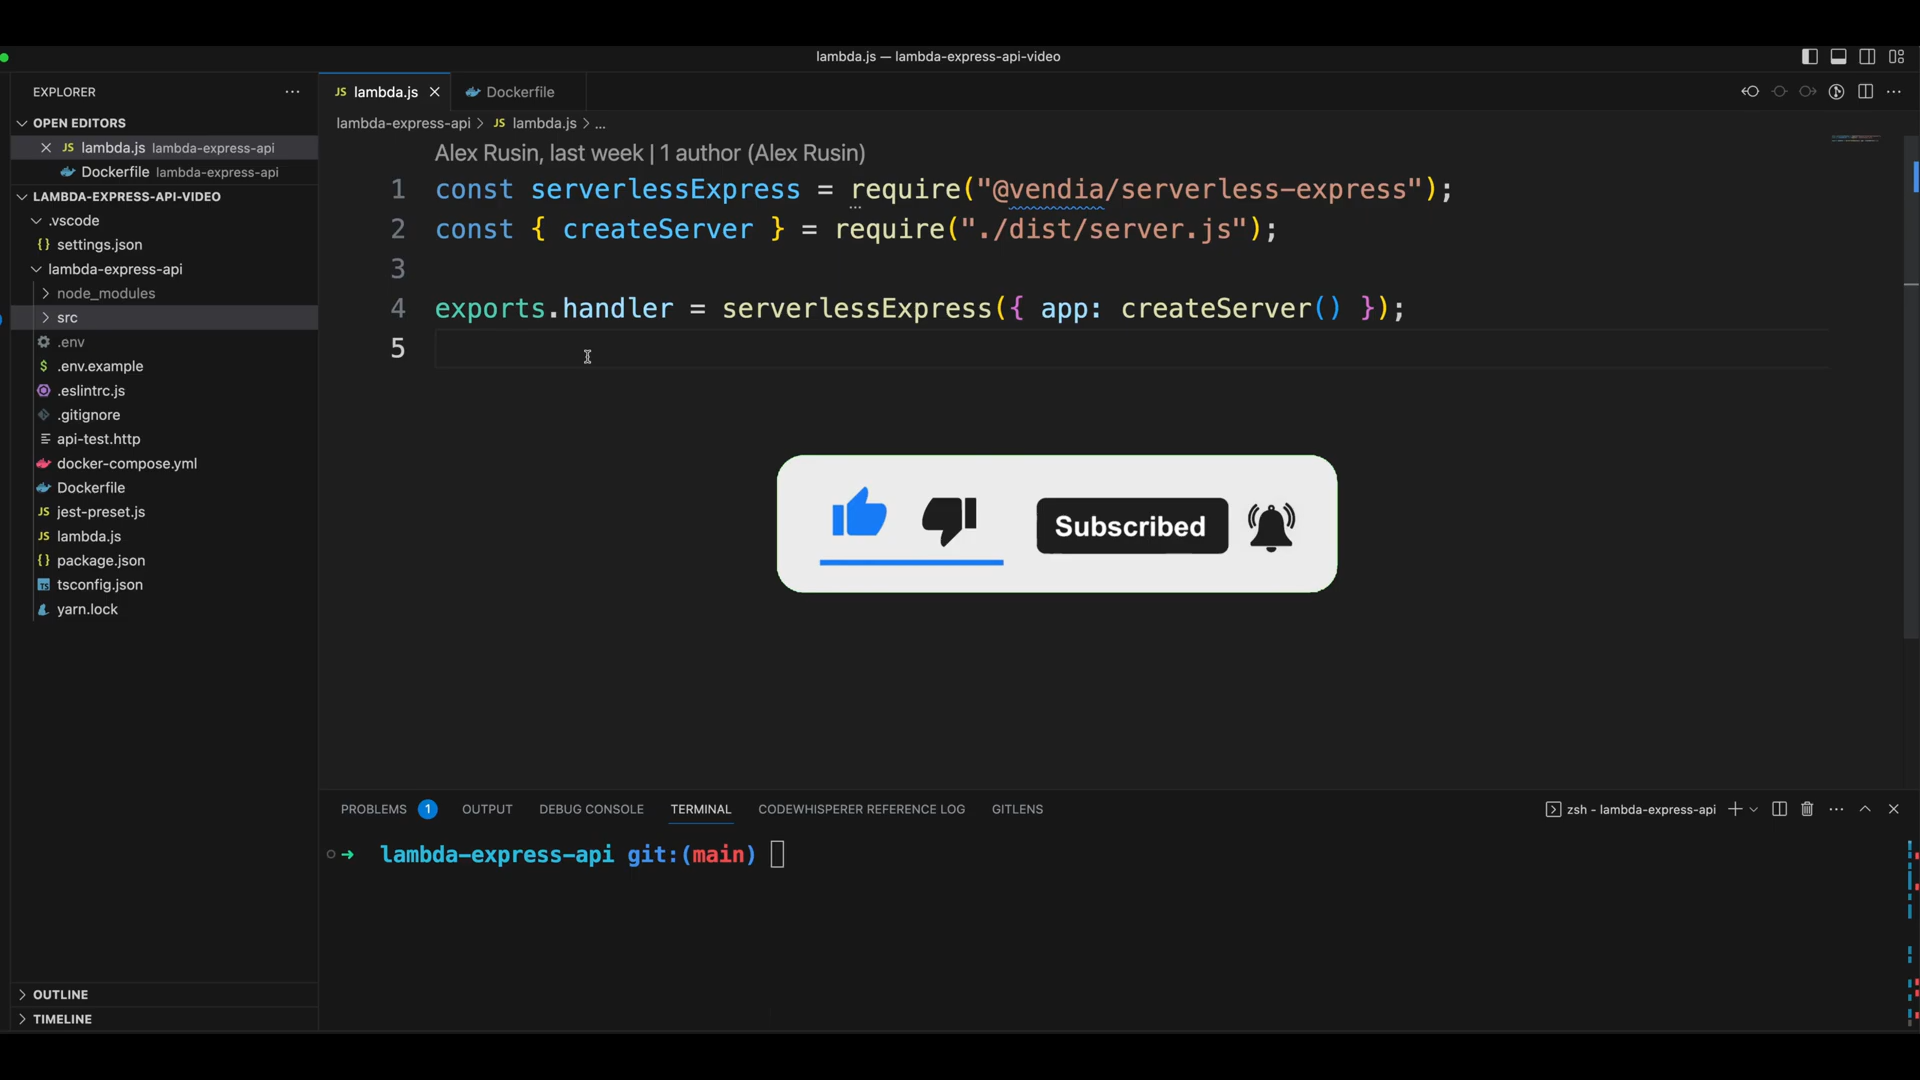 lambda.js — lambda-express-api-video
EXPLORER
lambda.js
Dockerfile
OPEN EDITORS
lambda-express-api > JS lambda.js > ...
JS lambda.js lambda-express-api
Dockerfile lambda-express-api
LAMBDA-EXPRESS-API-VIDEO
.vscode
{} settings.json
lambda-express-api
node_modules
src
.env
$ .env.example
.eslintrc.js
.gitignore
api-test.http
docker-compose.yml
Dockerfile
JS jest-preset.js
JS lambda.js
{} package.json
TS tsconfig.json
yarn.lock
OUTLINE
TIMELINE
Alex Rusin, last week | 1 author (Alex Rusin)
1 const serverlessExpress = require("@vendia/serverless-express");
2 const { createServer } = require("./dist/server.js");
3
4 exports.handler = serverlessExpress({ app: createServer() });
5
Subscribed
PROBLEMS 1 OUTPUT DEBUG CONSOLE TERMINAL CODEWHISPERER REFERENCE LOG GITLENS
zsh - lambda-express-api
→ lambda-express-api git:(main)